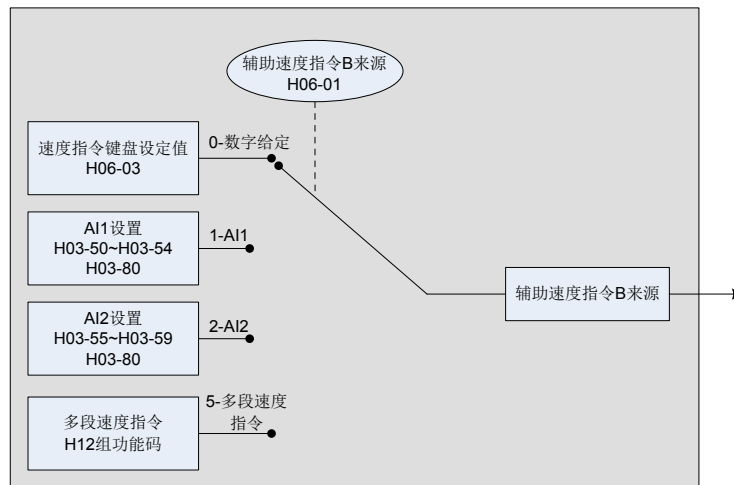 辅助速度指令B来源
H06-01
速度指令键盘设定值
H06-03
0-数字给定
AI1设置
H03-50~H03-54
H03-80
1-AI1
AI2设置
H03-55~H03-59
H03-80
2-AI2
辅助速度指令B来源
多段速度指令
H12组功能码
5-多段速度
指令